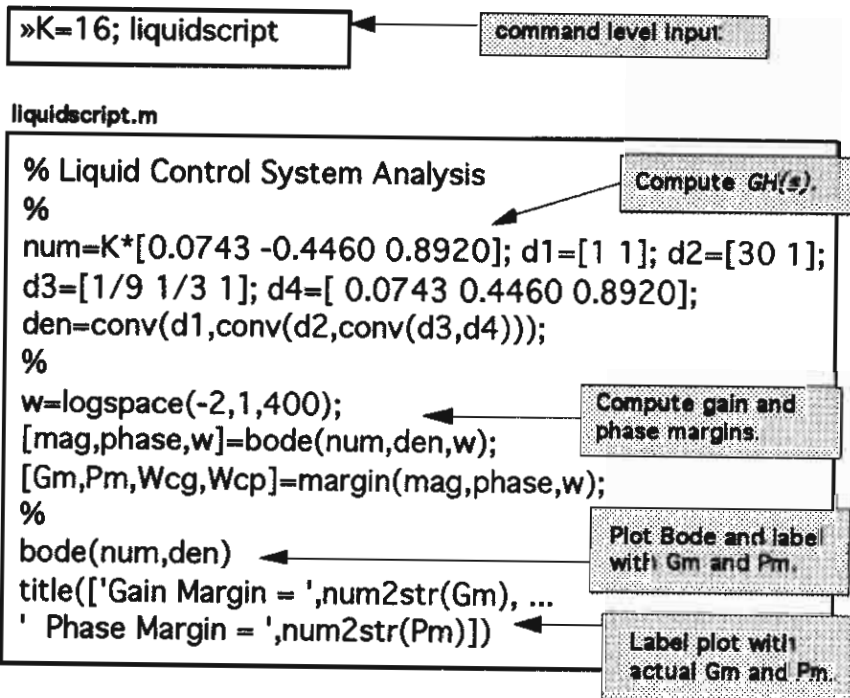 »K=16; liquidscript
command level input.
liquidscript.m
% Liquid Control System Analysis
%
Compute GH(s).
num=K*[0.0743 -0.4460 0.8920]; d1=[1 1]; d2=[30 1];
d3=[1/9 1/3 1]; d4=[ 0.0743 0.4460 0.8920];
den=conv(d1,conv(d2,conv(d3,d4)));
%
w=logspace(-2,1,400);
[mag,phase,w]=bode(num,den,w);
[Gm,Pm,Wcg,Wcp]=margin(mag,phase,w);
Compute gain and
phase margins.
%
bode(num,den)
Plot Bode and label
with Gm and Pm.
title(['Gain Margin = ',num2str(Gm), ...
' Phase Margin = ',num2str(Pm)])
Label plot with
actual Gm and Pm.